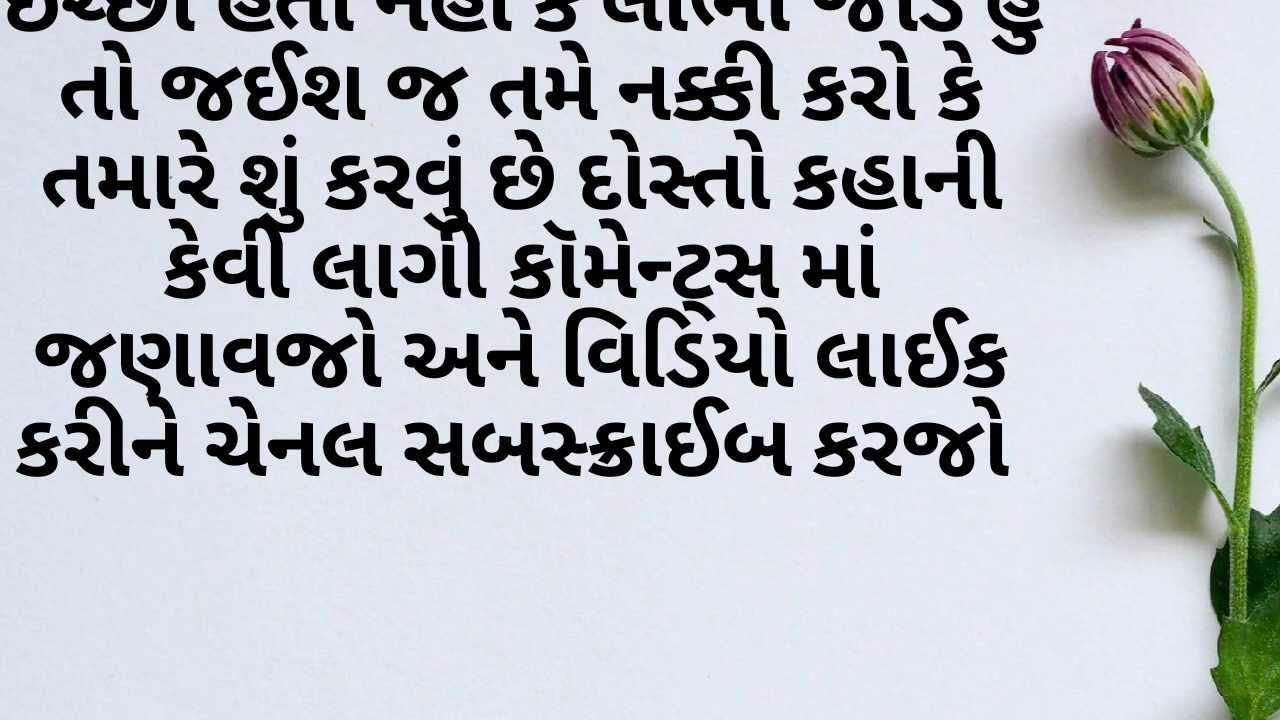 તો જઈશ જ તમે નક્કી કરો કે
તમારે શું કરવું છે દોસ્તો કહાની
કેવી લાગી કૉમેન્ટ્સ માં
જણાવજો અને વિડિયો લાઈક
કરીને ચેનલ સબસ્ક્રાઈબ કરજો